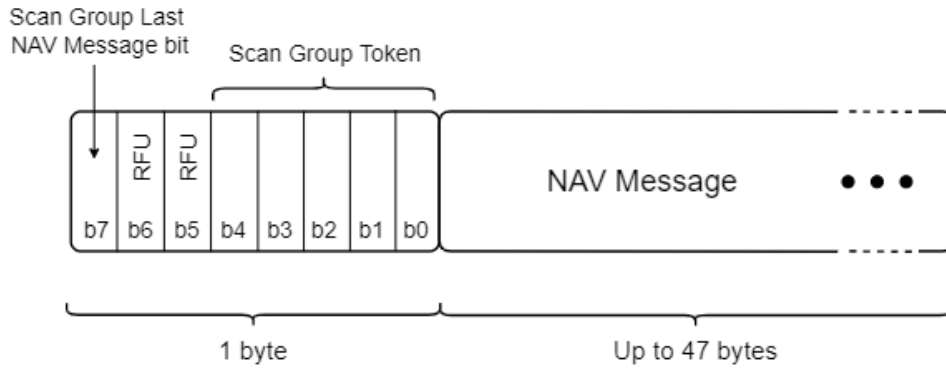 Scan Group Last
NAV Message bit
Scan Group Token
RFU RFU
b7 b6 b5 b4 b3 b2 b1 b0
NAV Message
1 byte
Up to 47 bytes